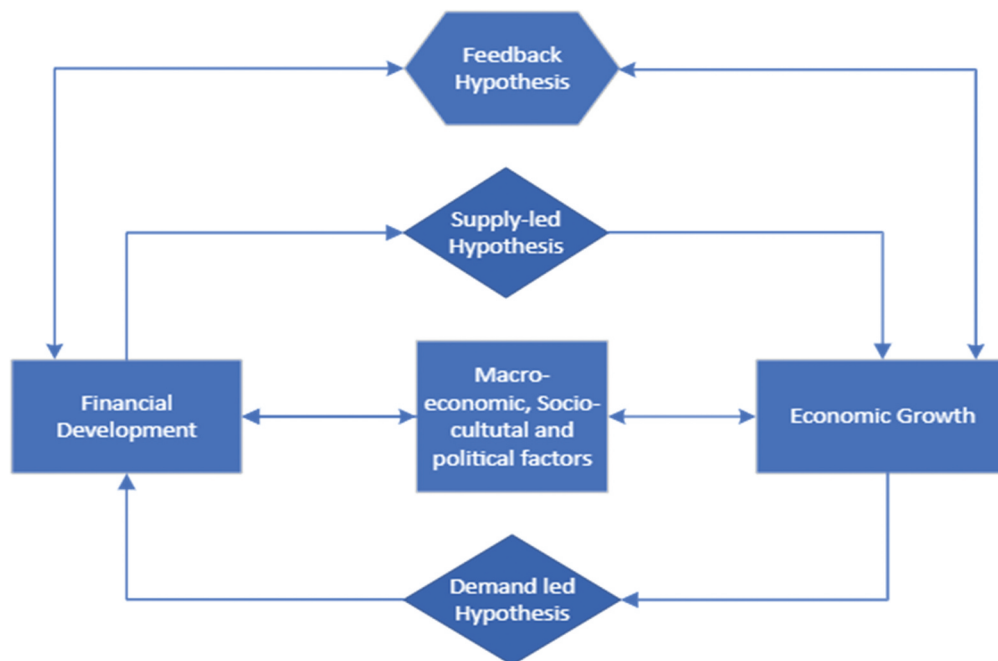 Feedback
Hypothesis
Supply-led
Hypothesis
Financial
Development
Macro-
economic, Socio-
cultutal and
political factors
Economic Growth
Demand led
Hypothesis